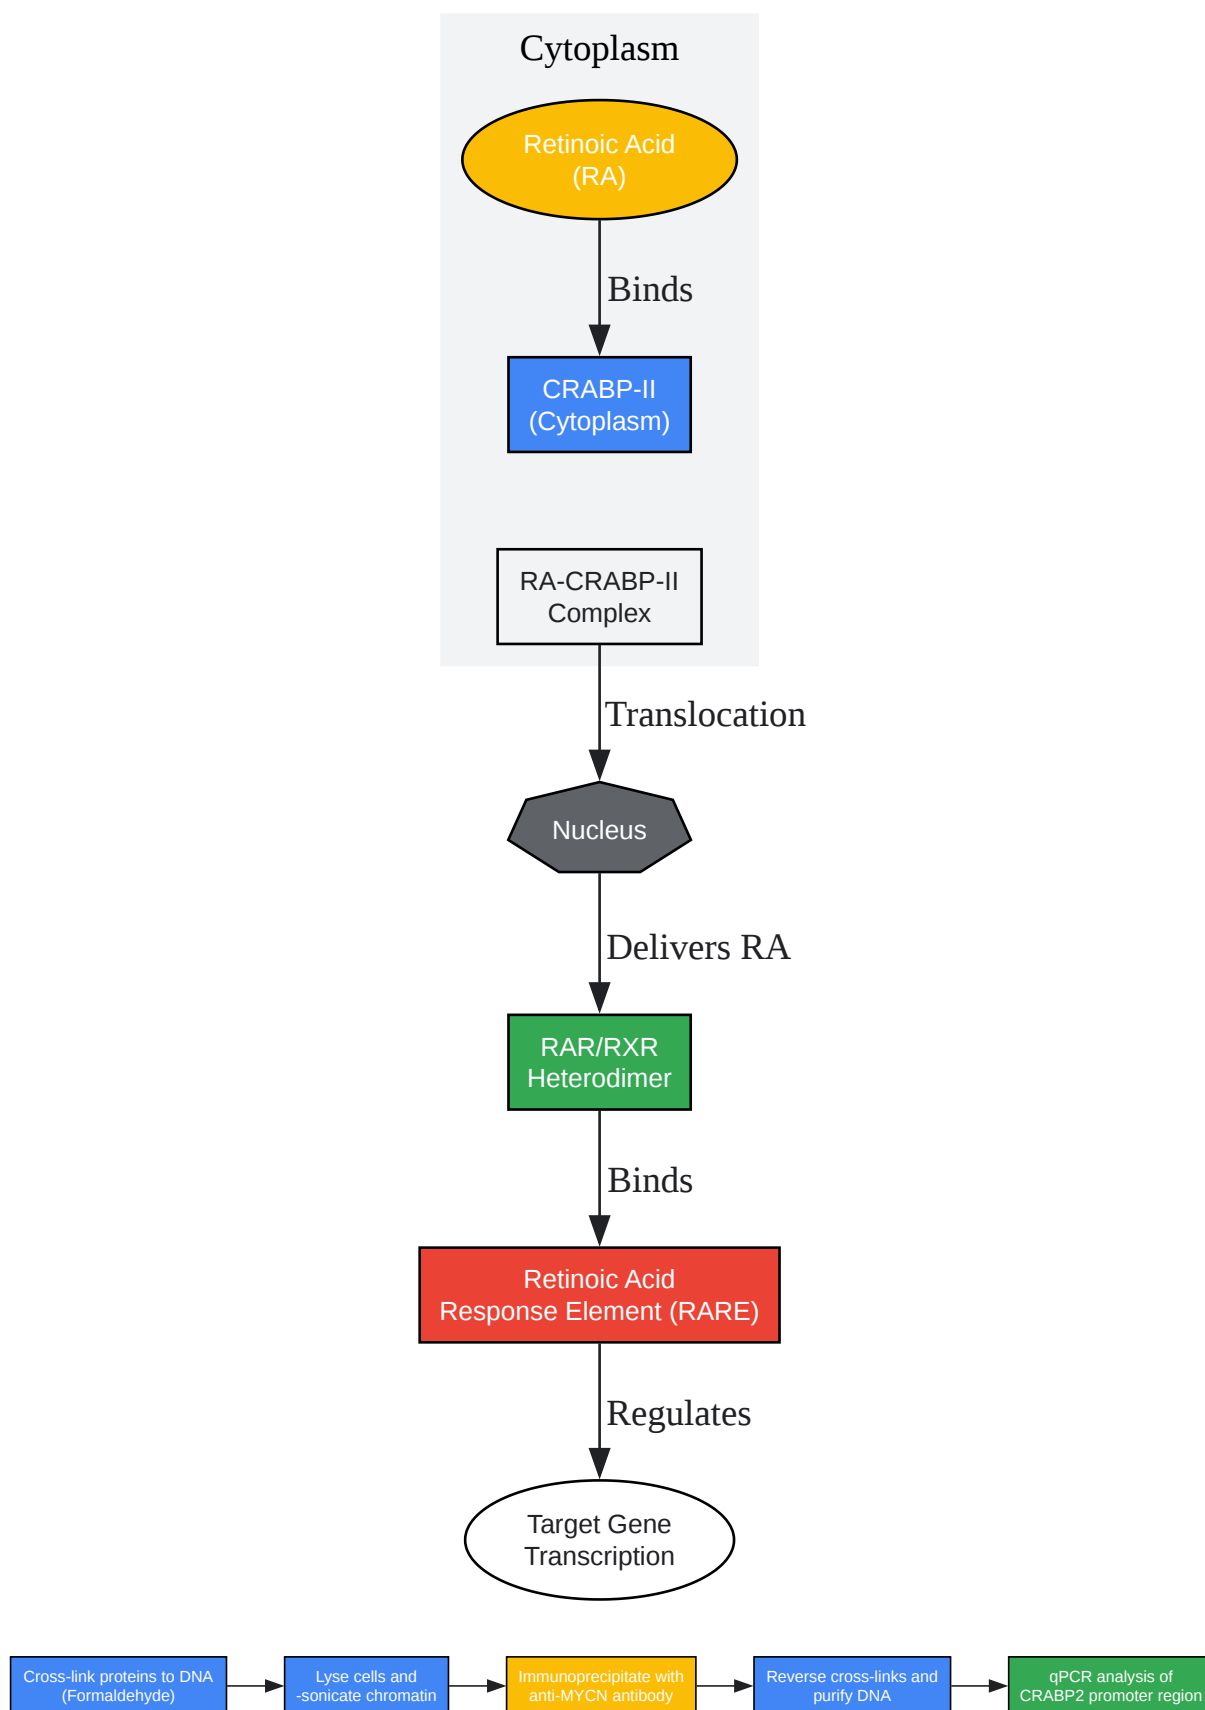 Cytoplasm
Retinoic Acid
(RA)
Binds
CRABP-II
(Cytoplasm)
RA-CRABP-II
Complex
Translocation
Nucleus
Delivers RA
RAR/RXR
Heterodimer
Binds
Retinoic Acid
Response Element (RARE)
Regulates
Target Gene
Transcription
Cross-link proteins to DNA
(Formaldehyde)
Lyse cells and
-sonicate chromatin
Immunoprecipitate with
anti-MYCN antibody
Reverse cross-links and
purify DNA
qPCR analysis of
CRABP2 promoter region